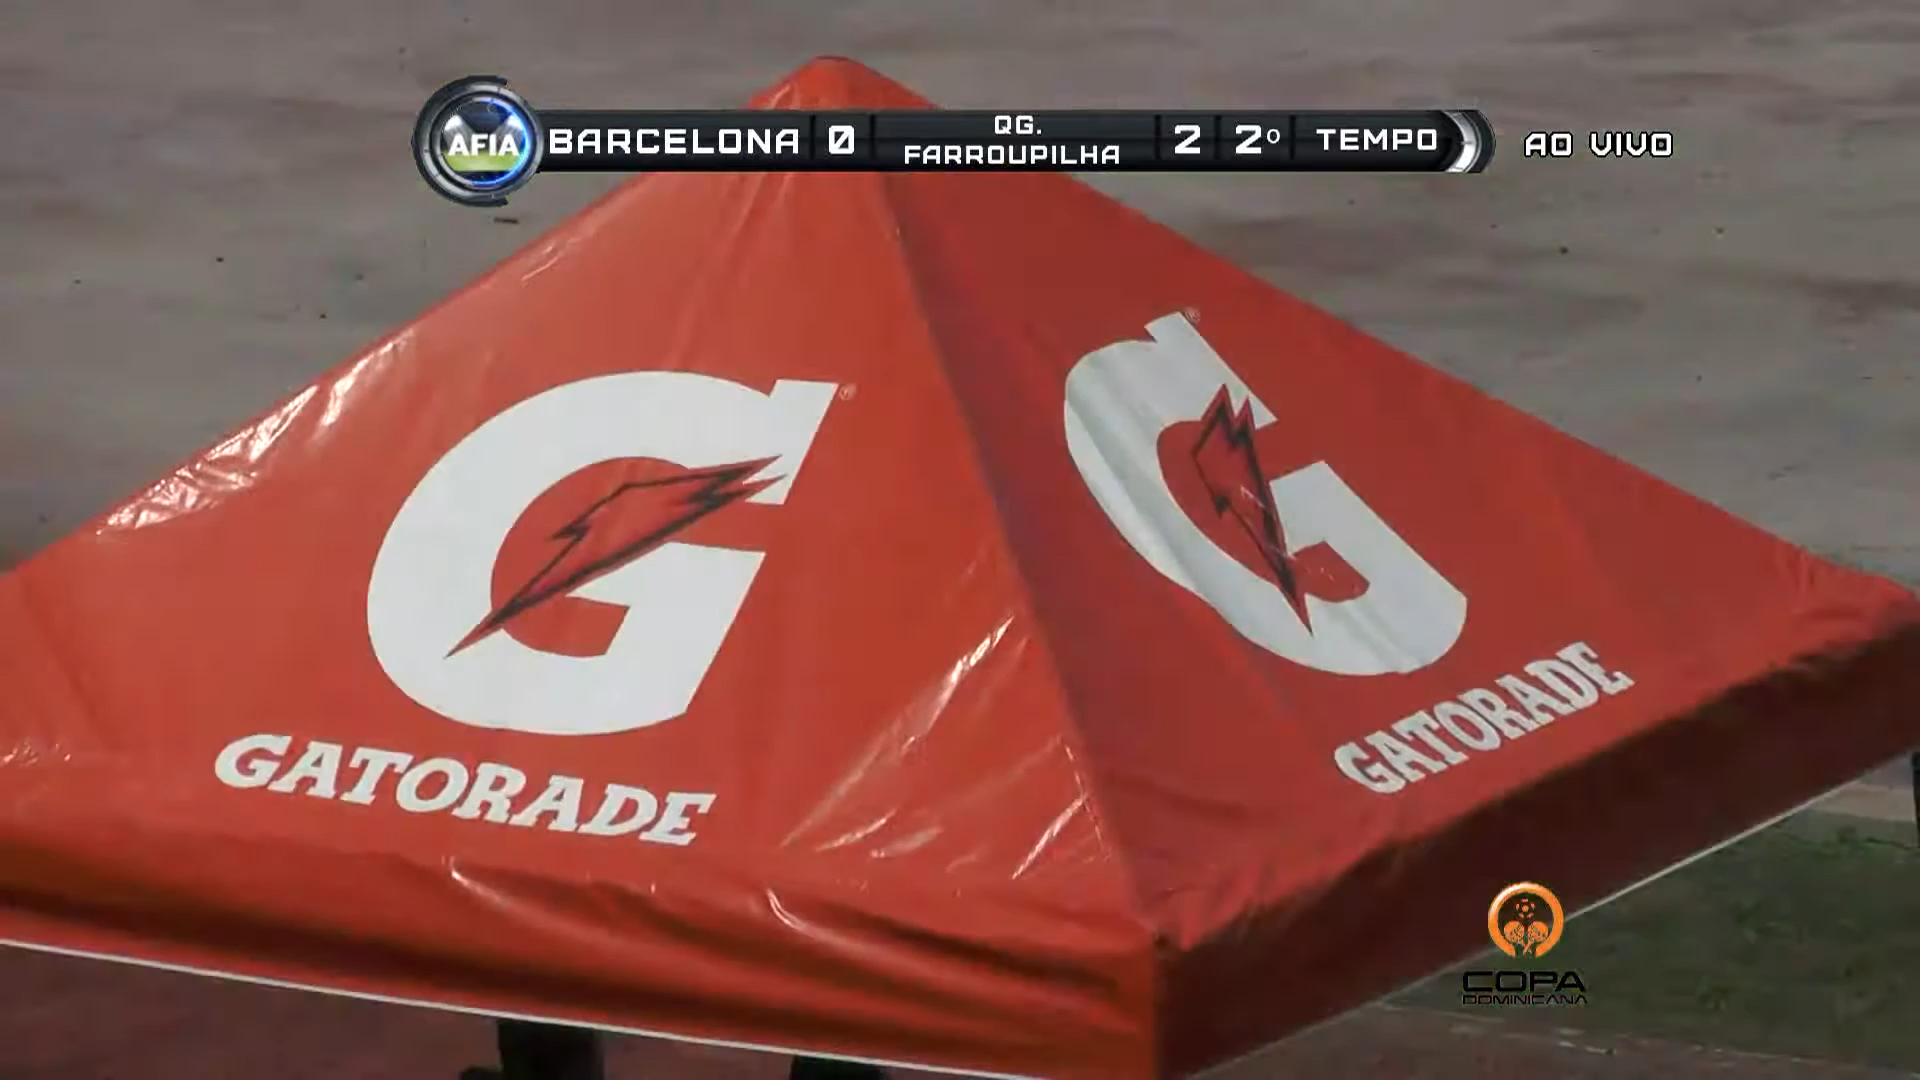 AFIA BARCELONA 0 QG. FARROUPILHA 2 2º TEMPO AO VIVO
G®
GATORADE
G®
GATORADE
COPA
DOMINICANA